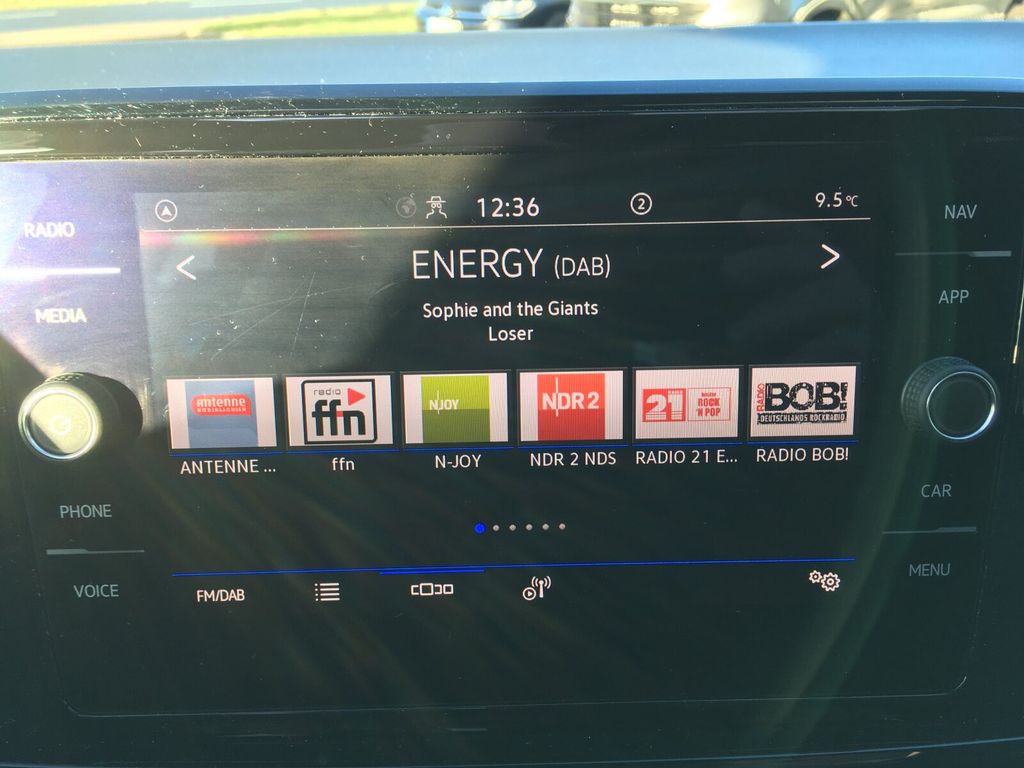 12:36
2
9.5°C
RADIO
NAV
ENERGY (DAB)
MEDIA
APP
Sophie and the Giants
Loser
antenne
NIEDERSACHSEN
radio
ffn
N-JOY
NDR 2
21
ROCK
'N POP
RADIO
BOB!
DEUTSCHLANDS ROCKRADIO
ANTENNE ...
ffn
N-JOY
NDR 2 NDS
RADIO 21 E...
RADIO BOB!
PHONE
CAR
VOICE
MENU
FM/DAB